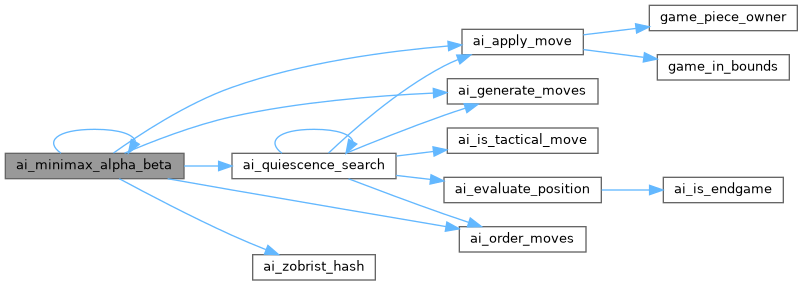 game_piece_owner
ai_apply_move
game_in_bounds
ai_generate_moves
ai_is_tactical_move
ai_minimax_alpha_beta
ai_quiescence_search
ai_evaluate_position
ai_is_endgame
ai_order_moves
ai_zobrist_hash